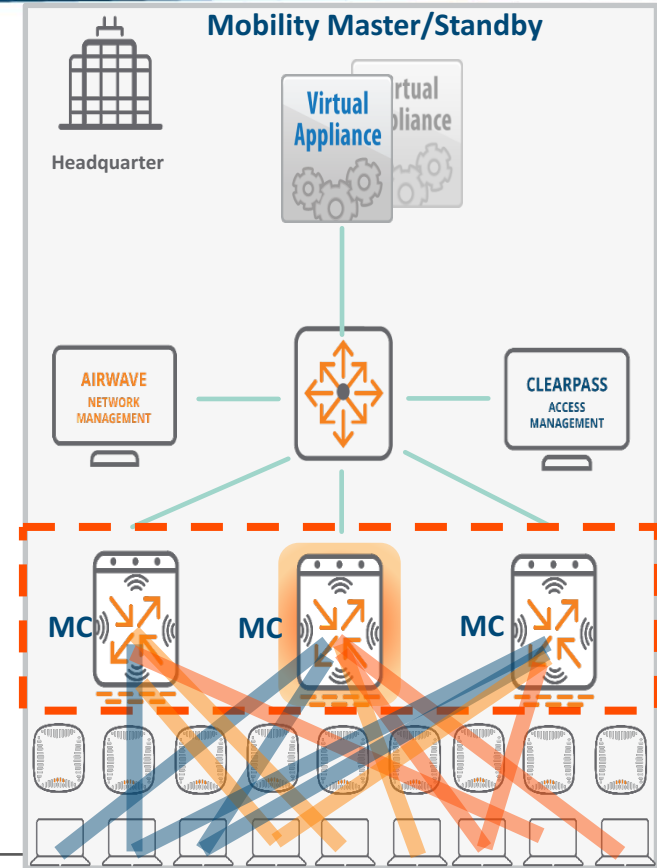 Mobility Master/Standby
Headquarter
Virtual
Appliance
AIRWAVE
NETWORK
MANAGEMENT
CLEARPASS
ACCESS
MANAGEMENT
MC
MC
MC